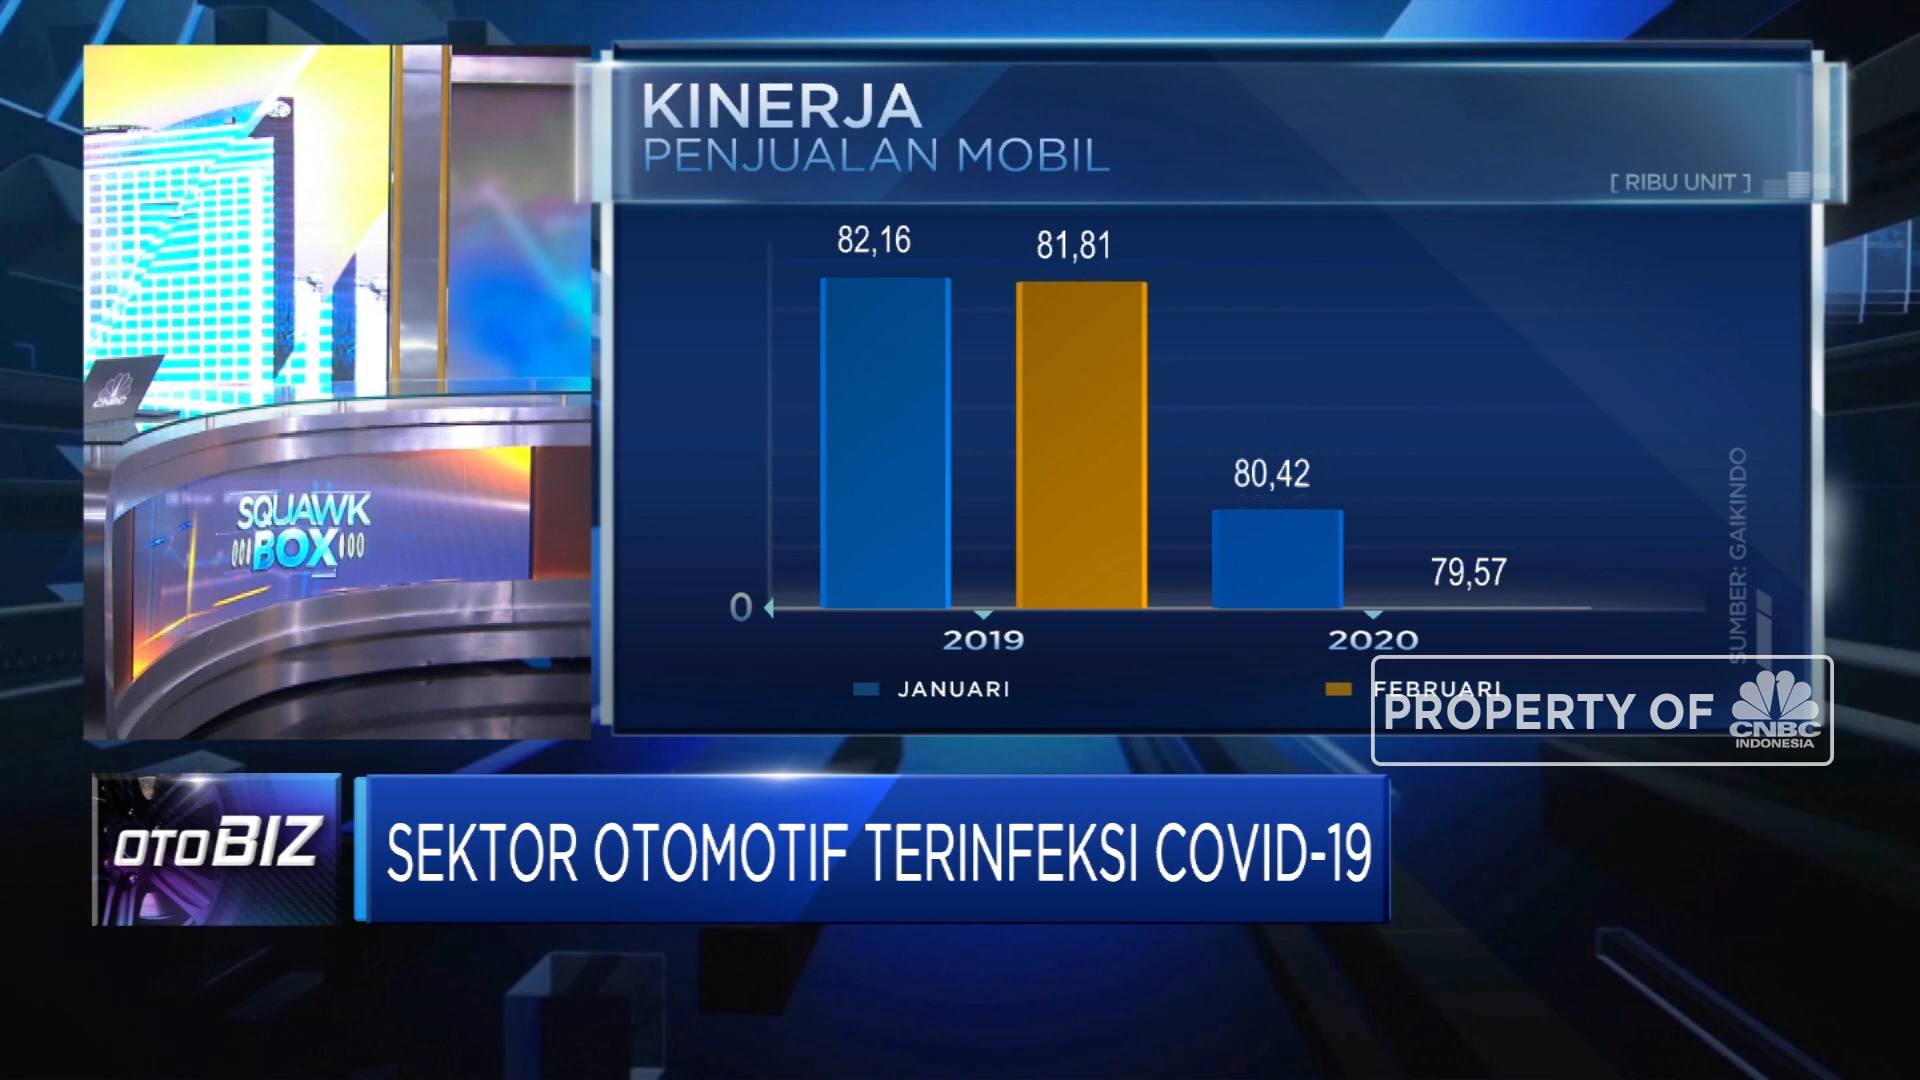 KINERJA
PENJUALAN MOBIL
[ RIBU UNIT ]
82,16
81,81
80,42
79,57
0
2019
2020
JANUARI
FEBRUARI
SUMBER: GAIKINDO
CNBC
SQUAWK
BOX
PROPERTY OF
CNBC
INDONESIA
OTOBIZ
SEKTOR OTOMOTIF TERINFEKSI COVID-19